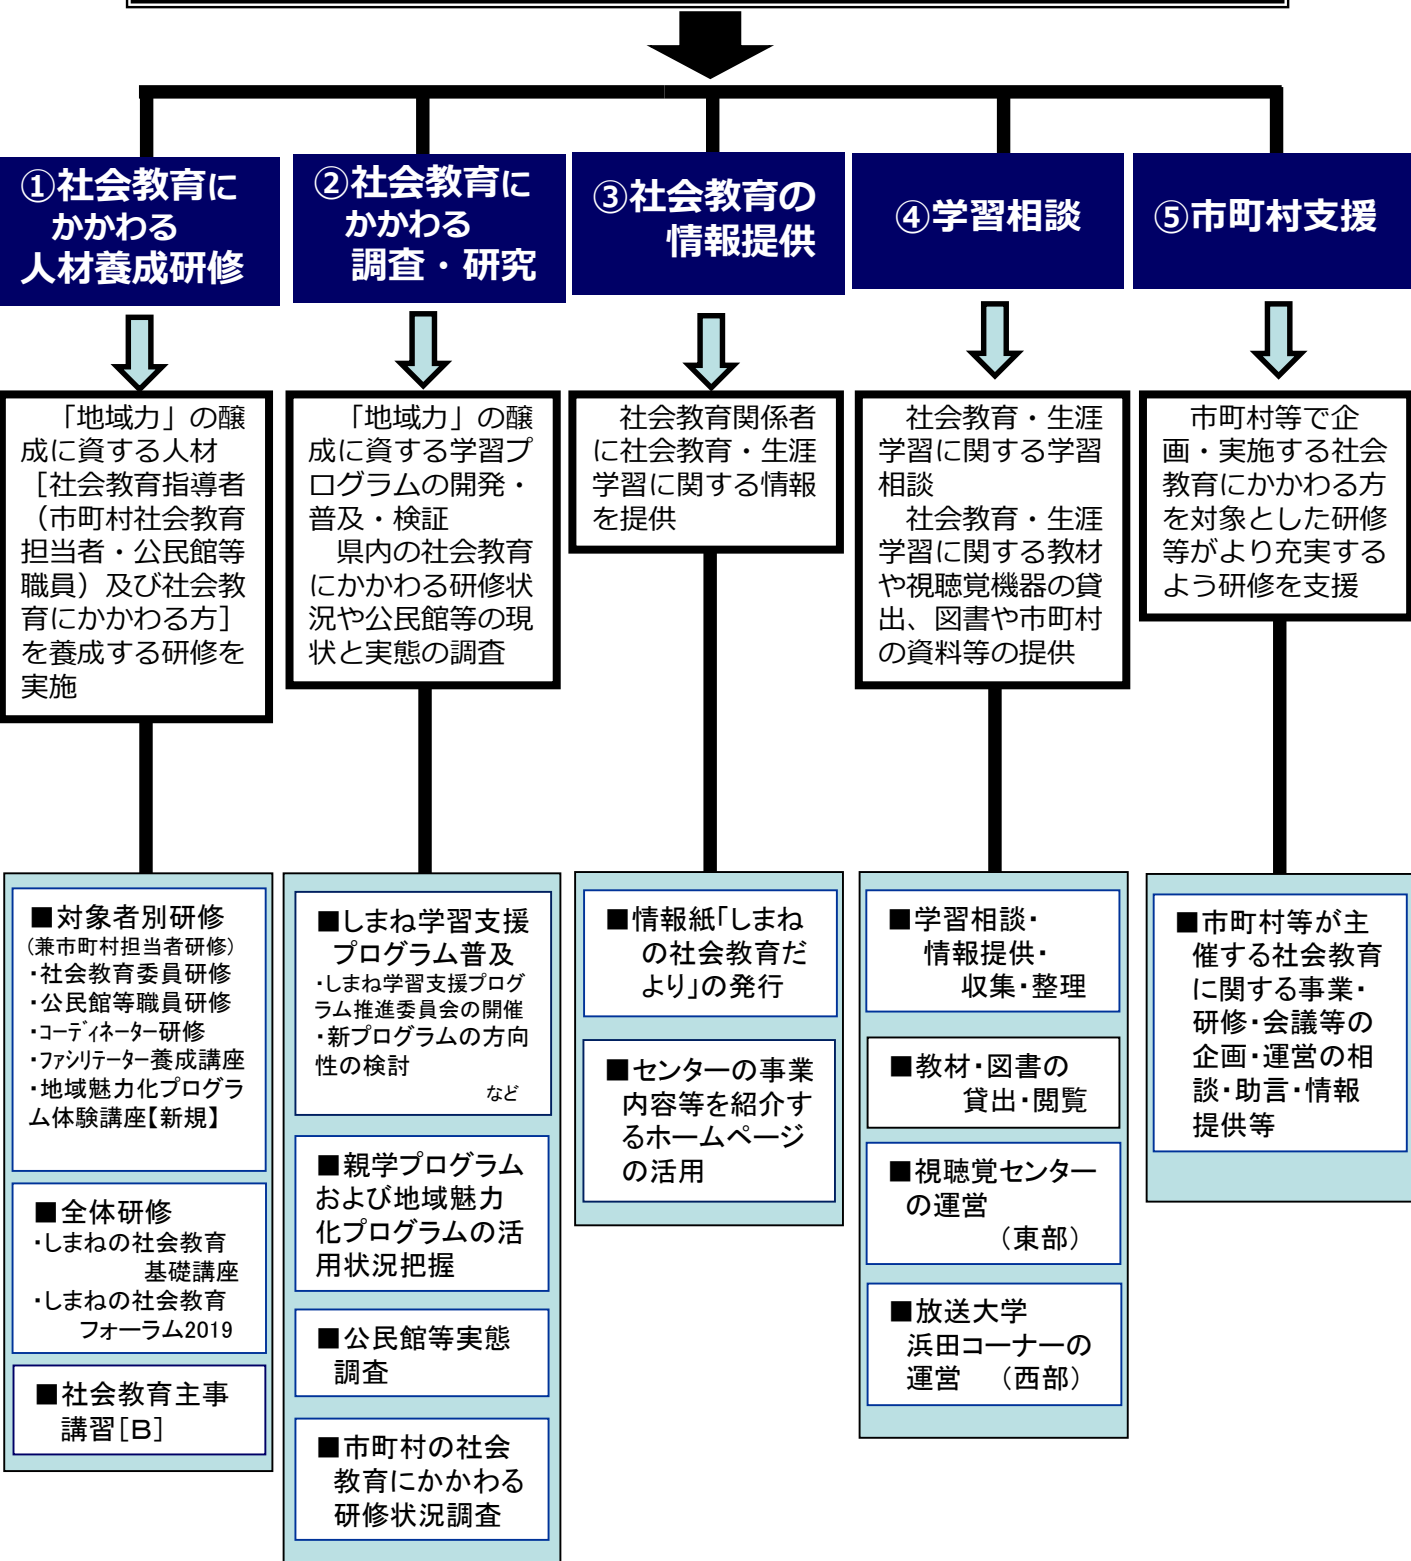 ①社会教育に
かかわる
人材養成研修
②社会教育に
かかわる
調査・研究
③社会教育の
情報提供
④学習相談
⑤市町村支援
「地域力」の醸
成に資する人材
［社会教育指導者
（市町村社会教育
担当者・公民館等
職員）及び社会教
育にかかわる方］
を養成する研修を
実施
「地域力」の醸
成に資する学習プ
ログラムの開発・
普及・検証
県内の社会教育
にかかわる研修状
況や公民館等の現
状と実態の調査
社会教育関係者
に社会教育・生涯
学習に関する情報
を提供
社会教育・生涯
学習に関する学習
相談
社会教育・生涯
学習に関する教材
や視聴覚機器の貸
出、図書や市町村
の資料等の提供
市町村等で企
画・実施する社会
教育にかかわる方
を対象とした研修
等がより充実する
よう研修を支援
■対象者別研修
（兼市町村担当者研修）
・社会教育委員研修
・公民館等職員研修
・ｺｰﾃﾞｨﾈｰﾀｰ研修
・ﾌｧｼﾘﾃｰﾀｰ養成講座
・地域魅力化プログラ
ム体験講座【新規】
■全体研修
・しまねの社会教育
基礎講座
・しまねの社会教育
フォーラム2019
■社会教育主事
講習［Ｂ］
■しまね学習支援
プログラム普及
・しまね学習支援プログ
ラム推進委員会の開催
・新プログラムの方向
性の検討
など
■親学プログラム
および地域魅力
化プログラムの活
用状況把握
■公民館等実態
調査
■市町村の社会
教育にかかわる
研修状況調査
■情報紙「しまね
の社会教育だ
より」の発行
■センターの事業
内容等を紹介す
るホームページ
の活用
■学習相談・
情報提供・
収集・整理
■教材・図書の
貸出・閲覧
■視聴覚センター
の運営
（東部）
■放送大学
浜田コーナーの
運営　（西部）
■市町村等が主
催する社会教育
に関する事業・
研修・会議等の
企画・運営の相
談・助言・情報
提供等